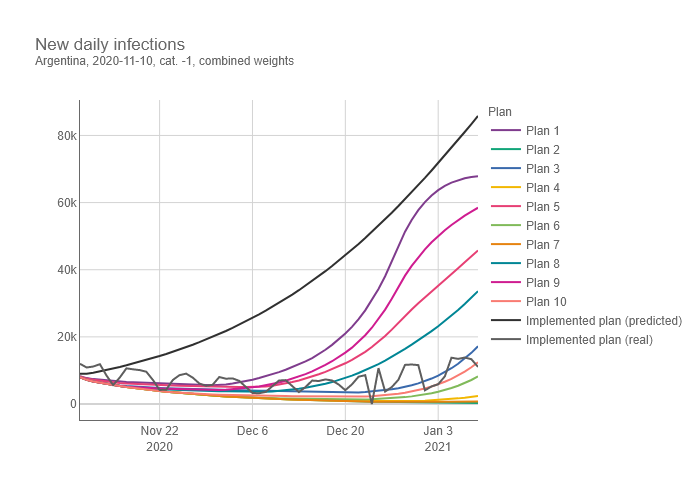 New daily infections
Argentina, 2020-11-10, cat. -1, combined weights
Plan
Plan 1
Plan 2
Plan 3
Plan 4
Plan 5
Plan 6
Plan 7
Plan 8
Plan 9
Plan 10
Implemented plan (predicted)
Implemented plan (real)
80k
60k
40k
20k
0
Nov 22
2020
Dec 6
Dec 20
Jan 3
2021